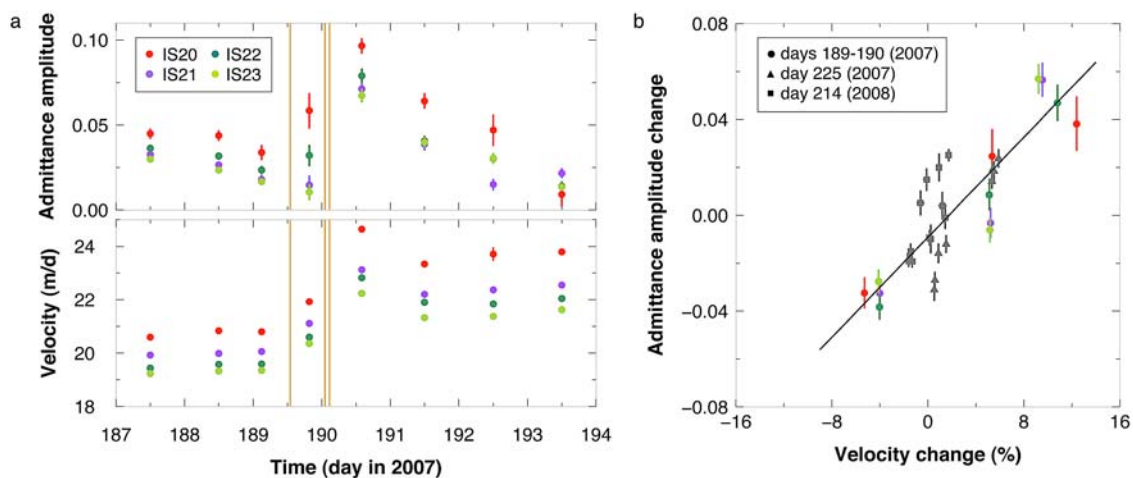 a
Admittance amplitude
0.10
0.05
0.00
IS20 IS22
IS21 IS23
Velocity (m/d)
24
22
20
18
187 188 189 190 191 192 193 194
Time (day in 2007)
b
Admittance amplitude change
0.08
0.04
0.00
−0.04
−0.08
days 189-190 (2007)
day 225 (2007)
day 214 (2008)
−16 −8 0 8 16
Velocity change (%)